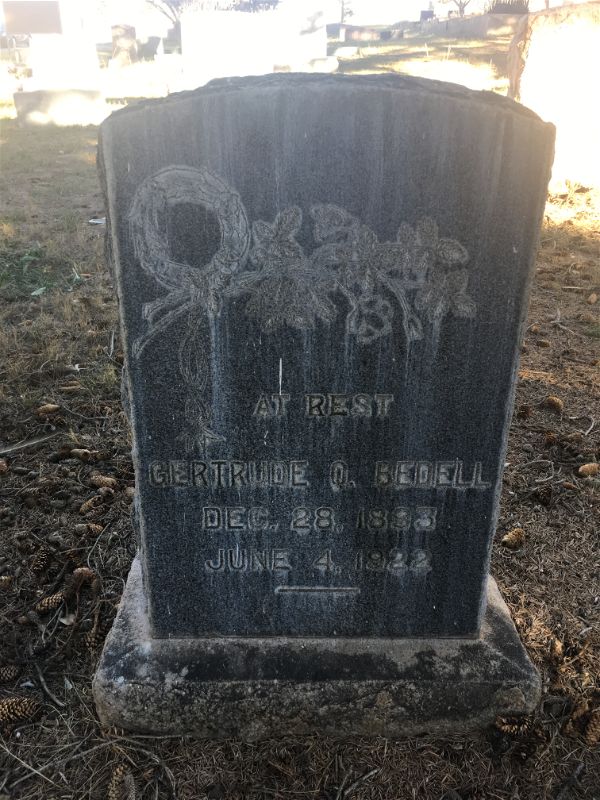 AT REST
GERTRUDE O. BEDELL
DEC. 28, 1893
JUNE 4, 1922